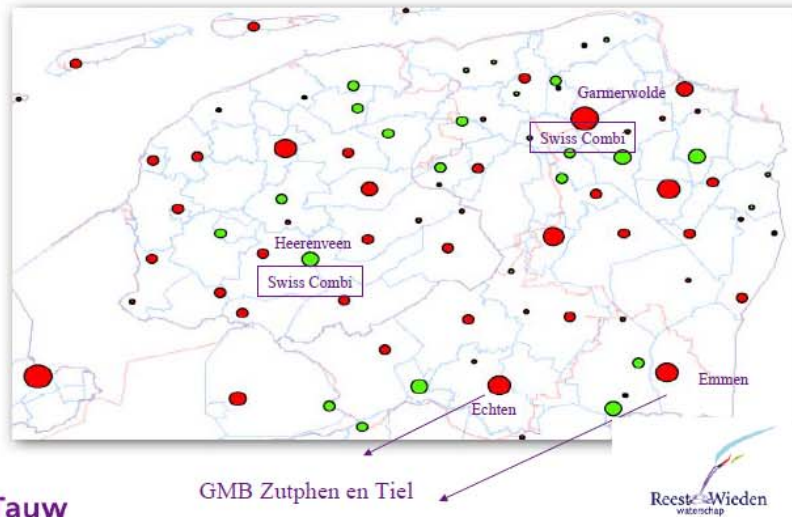 Garmerwolde
Swiss Combi
Heerenveen
Swiss Combi
Emmen
Echten
GMB Zutphen en Tiel
Tauw
Reest Wieden
waterschap